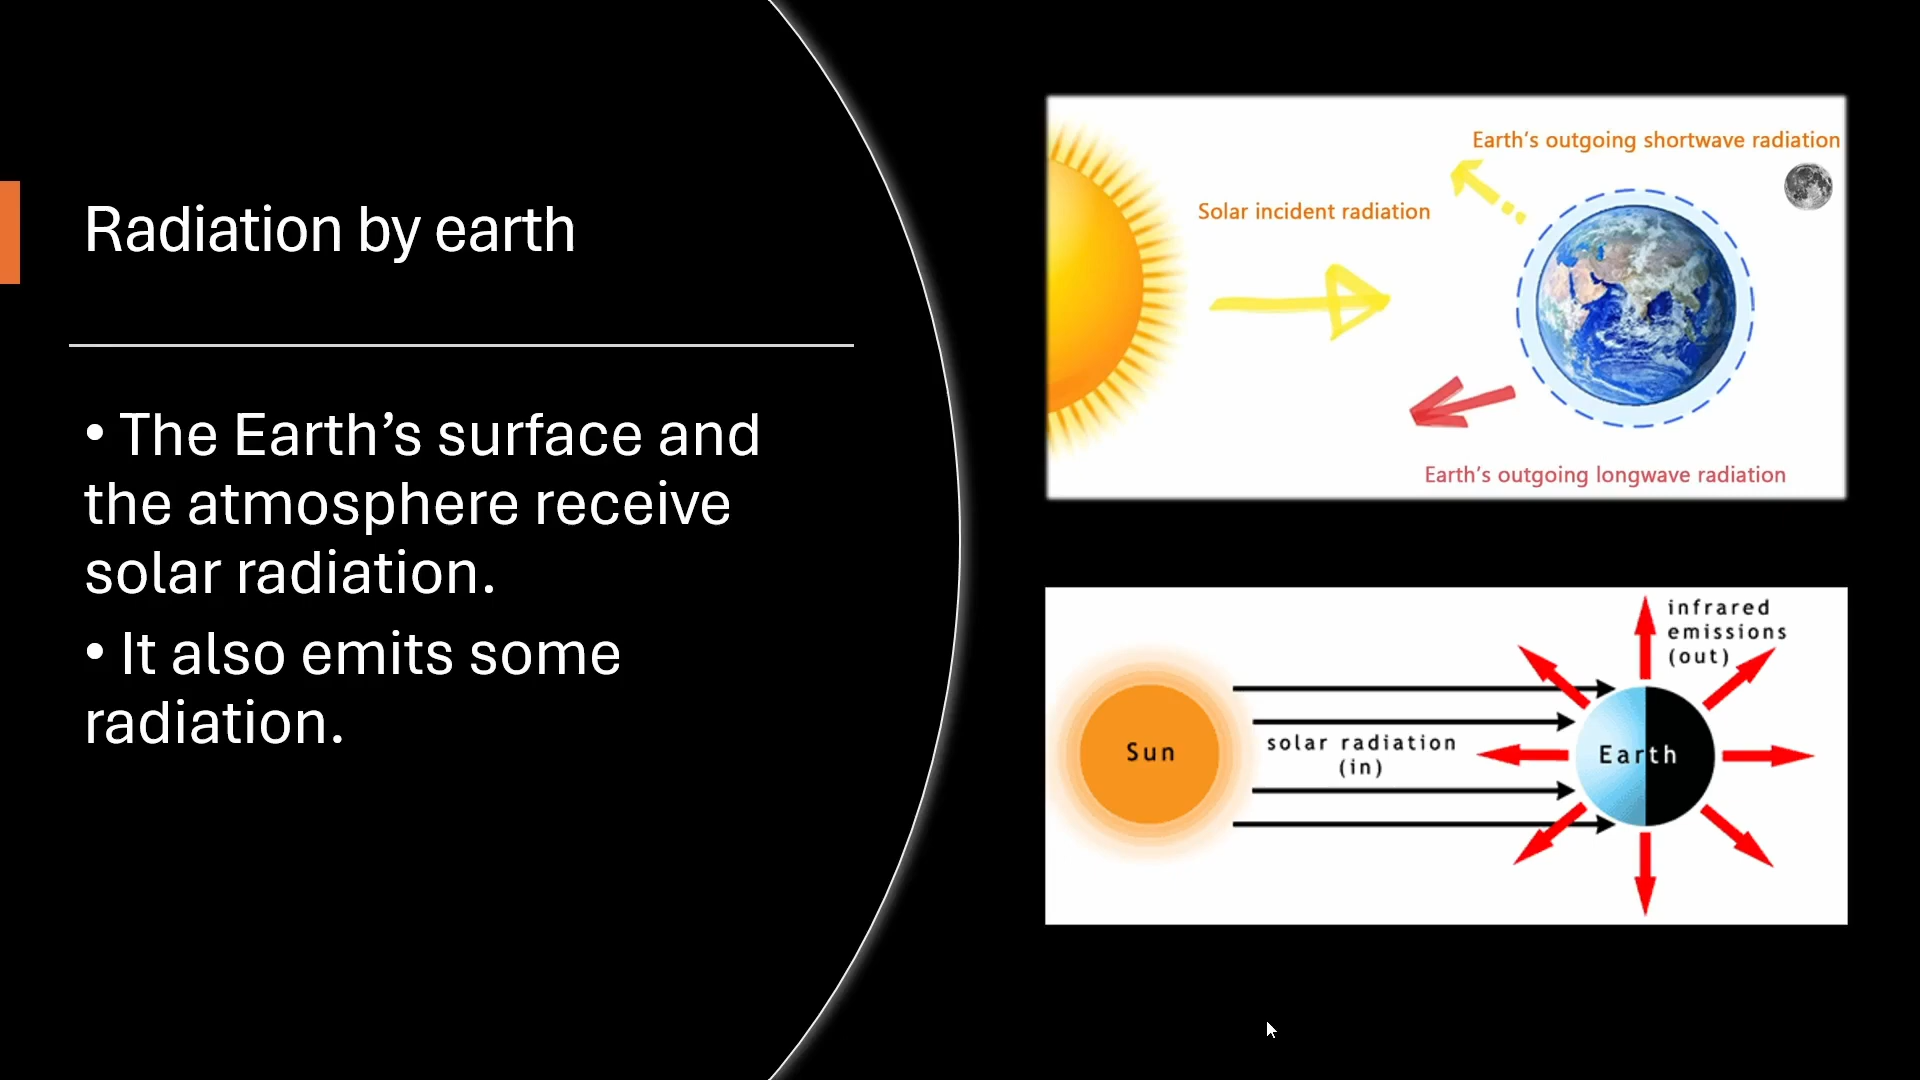 Radiation by earth
• The Earth’s surface and
the atmosphere receive
solar radiation.
• It also emits some
radiation.
Earth’s outgoing shortwave radiation
Solar incident radiation
Earth’s outgoing longwave radiation
infrared
emissions
(out)
Sun
solar radiation
(in)
Earth